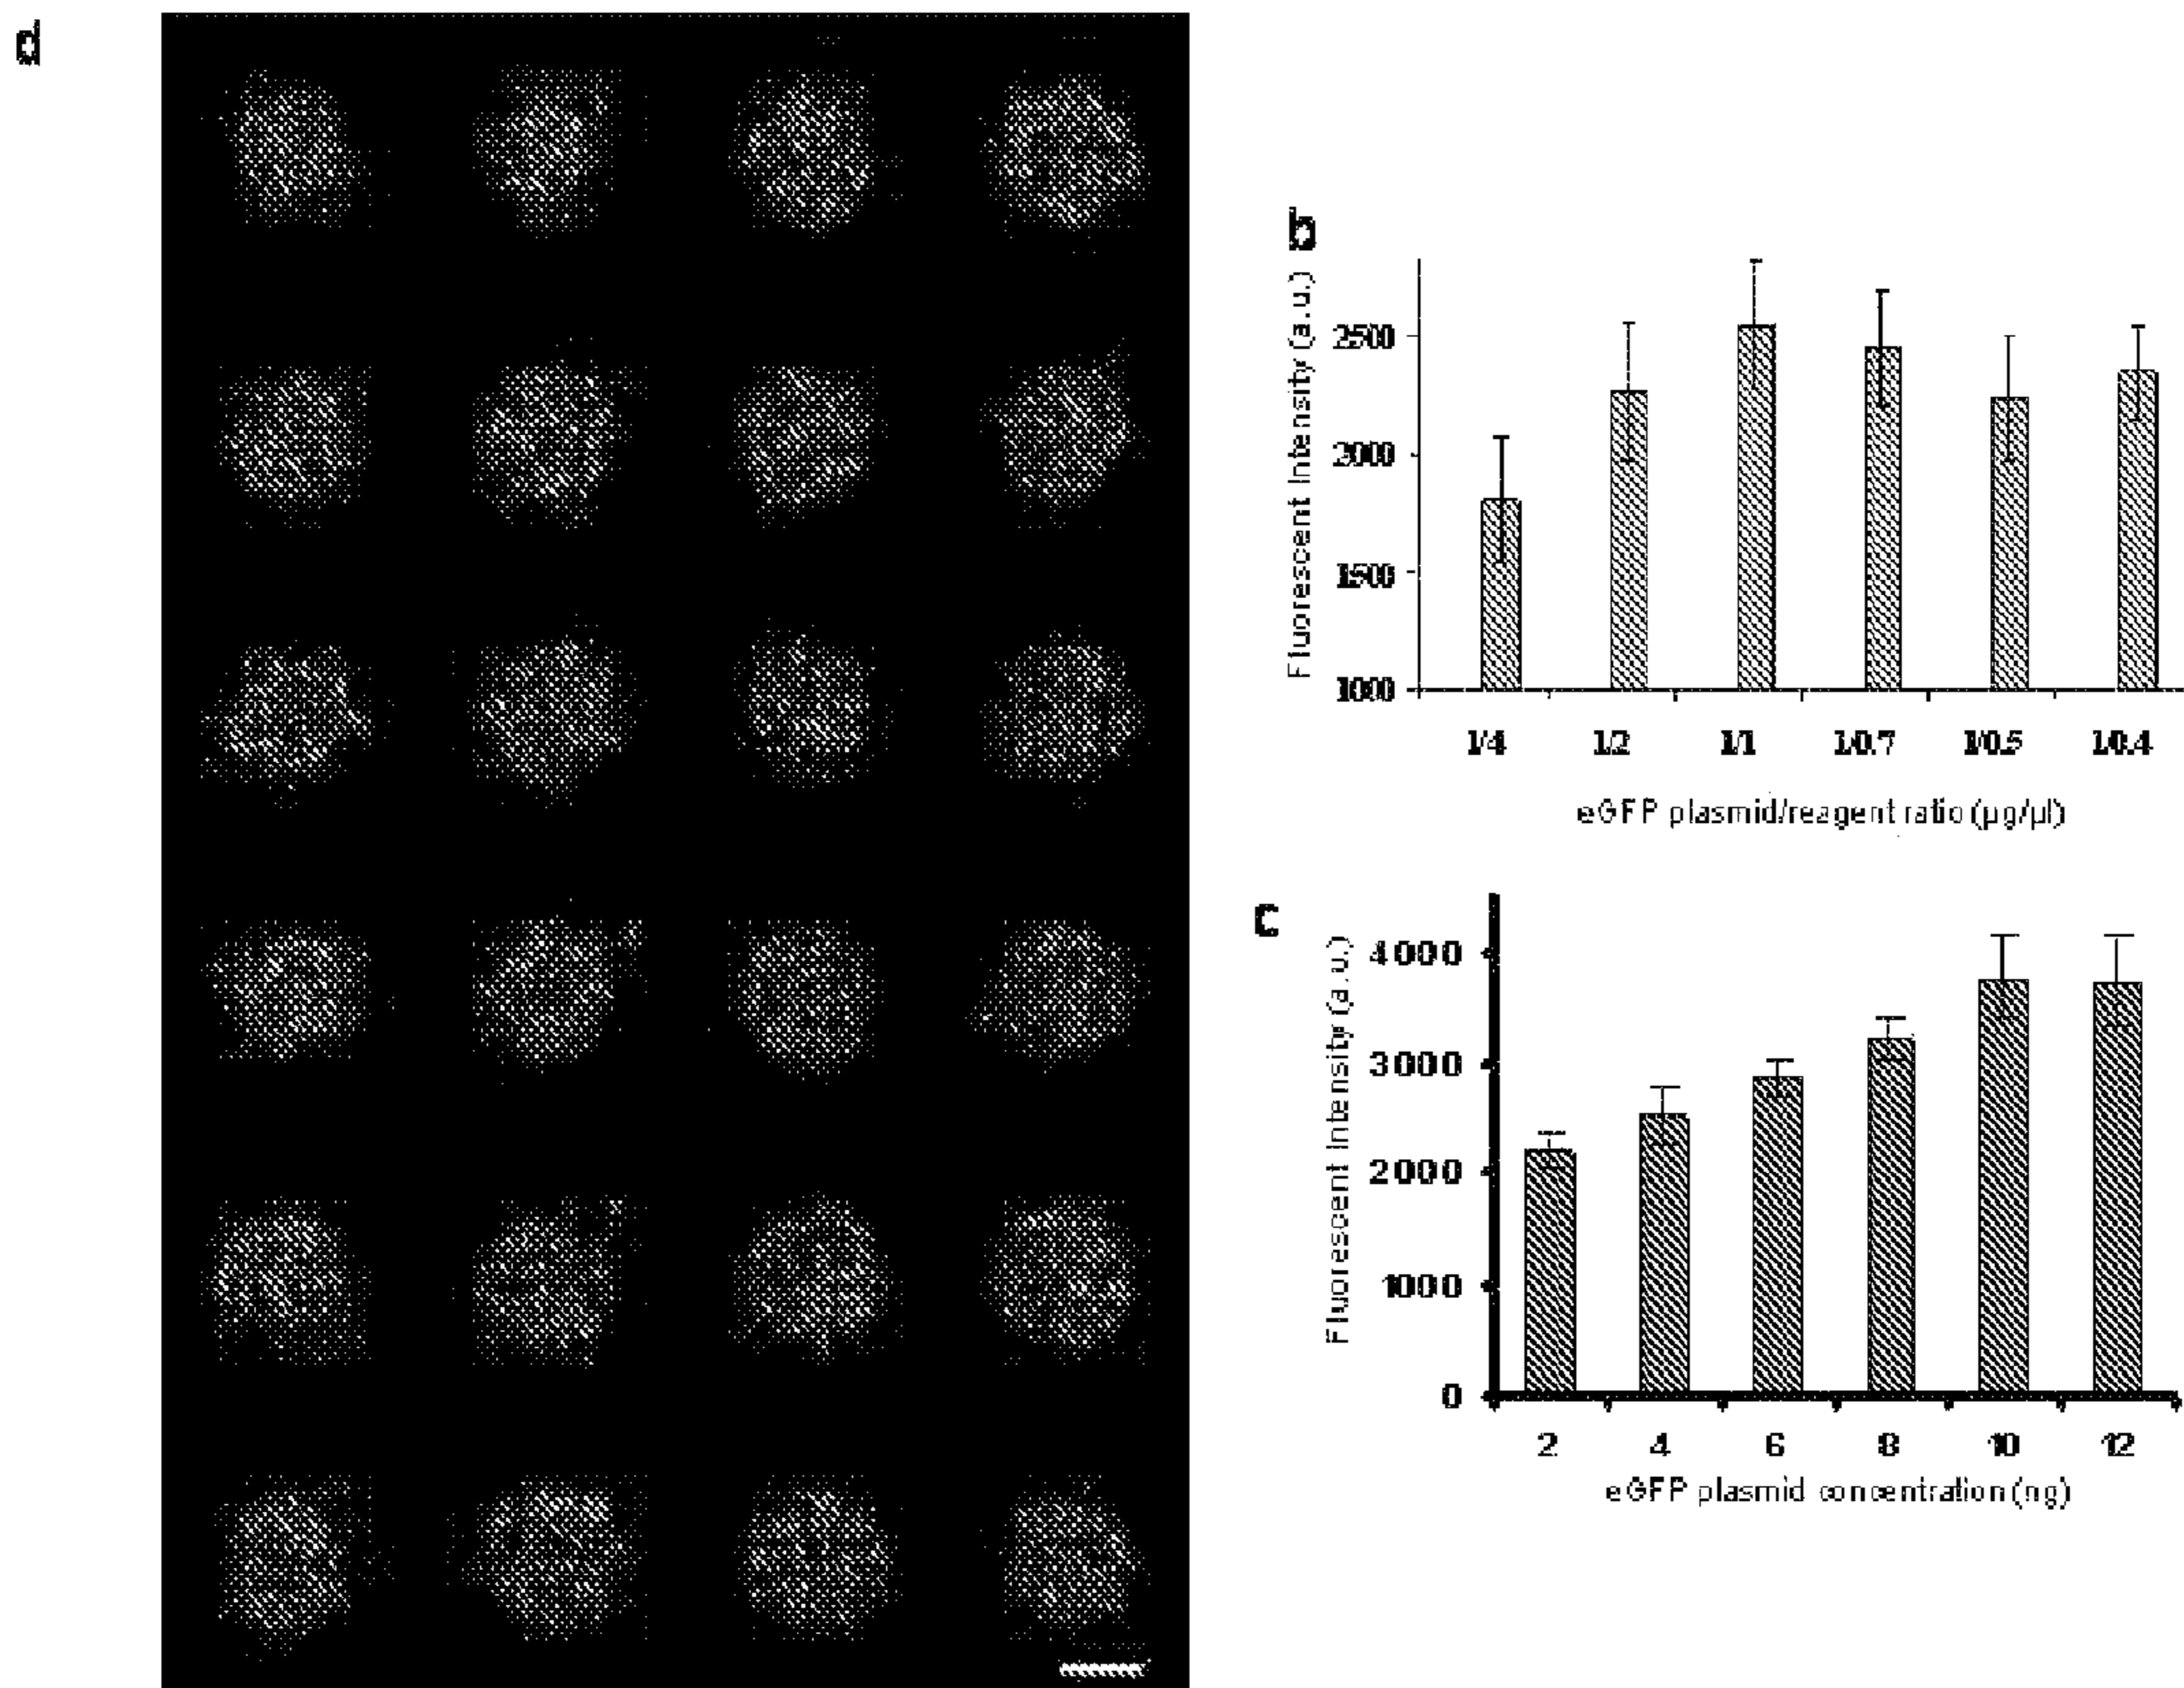 d
b
Fluorescent Intensity (a.u.)
2500
2000
1500
1000
1/4 1/2 1/1 1/0.7 1/0.5 1/0.4
eGFP plasmid/reagent ratio (µg/µl)
c
Fluorescent Intensity (a.u.)
4000
3000
2000
1000
0
2 4 6 8 10 12
eGFP plasmid concentration (ng)